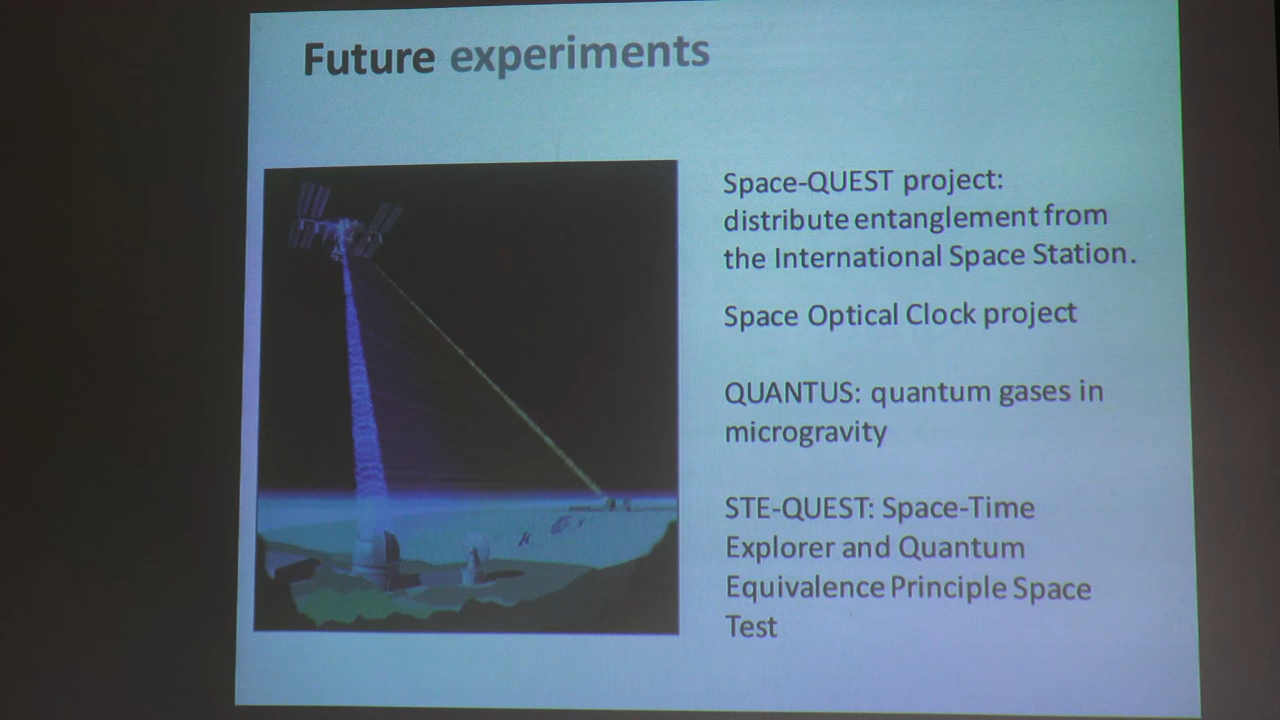 Future experiments
Space-QUEST project:
distribute entanglement from
the International Space Station.
Space Optical Clock project
QUANTUS: quantum gases in
microgravity
STE-QUEST: Space-Time
Explorer and Quantum
Equivalence Principle Space
Test